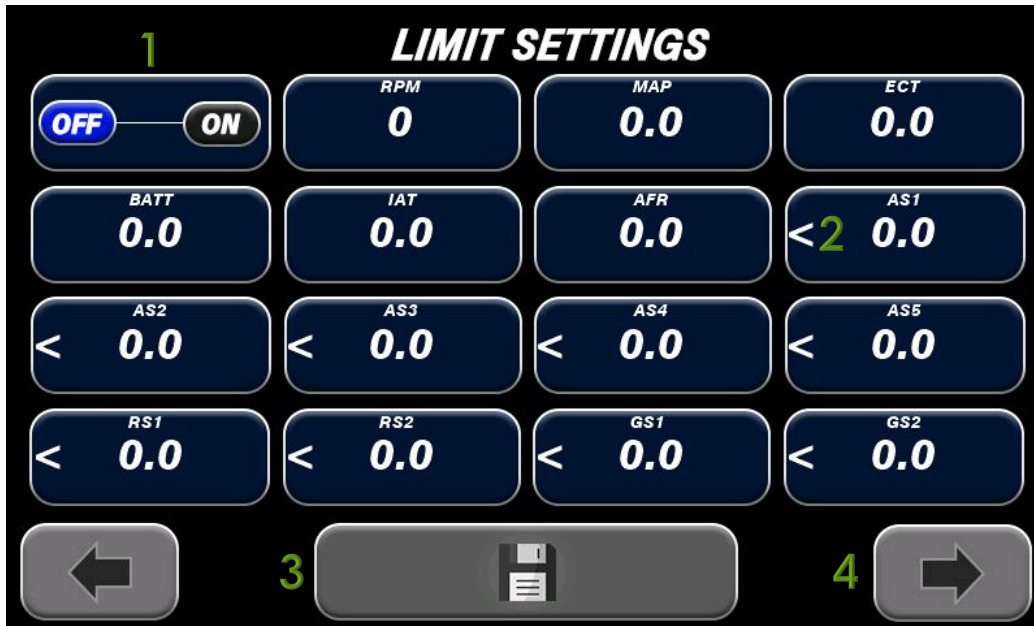 1
LIMIT SETTINGS
OFF ON
RPM
0
MAP
0.0
ECT
0.0
BATT
0.0
IAT
0.0
AFR
0.0
AS1
<2 0.0
AS2
< 0.0
AS3
< 0.0
AS4
< 0.0
AS5
< 0.0
RS1
< 0.0
RS2
< 0.0
GS1
< 0.0
GS2
< 0.0
3
4